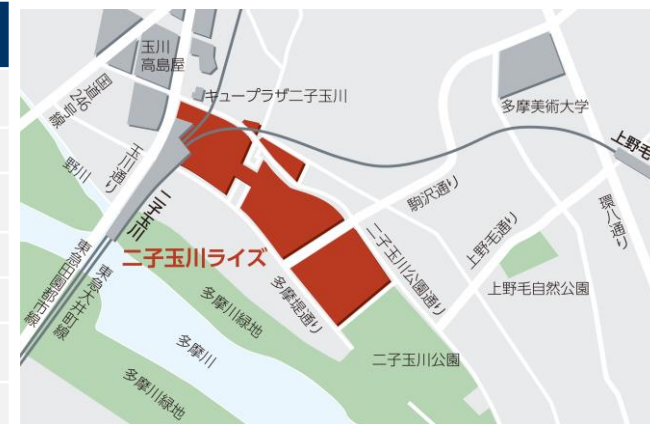 玉川
高島屋
キュープラザ二子玉川
国道
246
号線
玉川通り
野川
二子玉川
二子玉川ライズ
東急田園都市線
東急大井町線
多摩川緑地
多摩川
多摩川緑地
多摩堤通り
二子玉川公園通り
駒沢通り
上野毛通り
多摩美術大学
上野毛
環八通り
上野毛自然公園
二子玉川公園